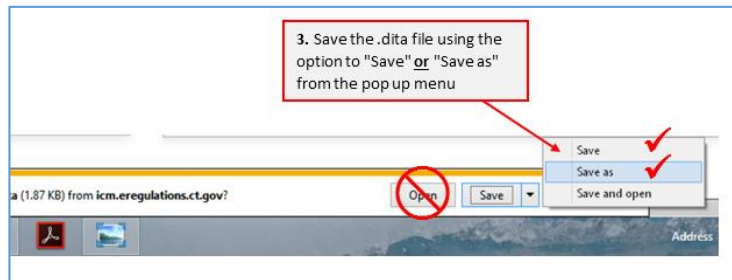 3. Save the .dita file using the
option to "Save" or "Save as"
from the pop up menu
Save
Save as
a (1.87 KB) from icm.eregulations.ct.gov?
Open
Save
Save and open
Address